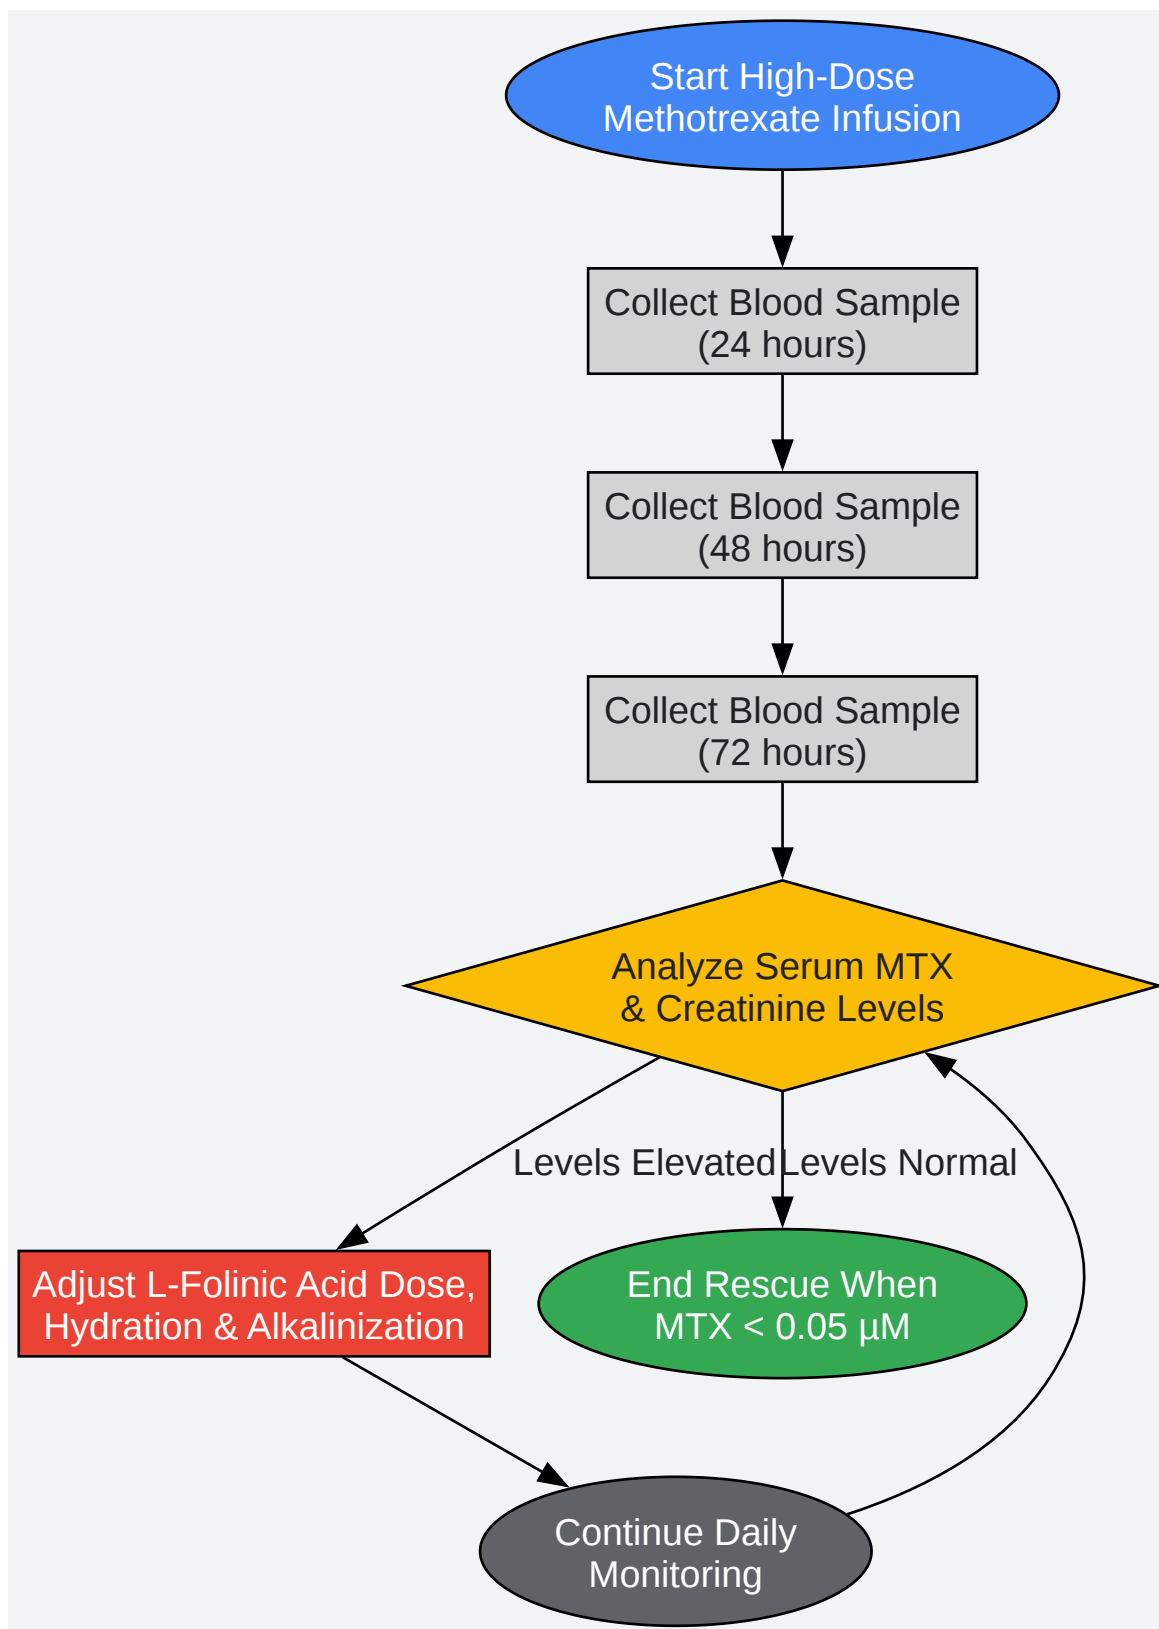 Start High-Dose
Methotrexate Infusion
Collect Blood Sample
(24 hours)
Collect Blood Sample
(48 hours)
Collect Blood Sample
(72 hours)
Analyze Serum MTX
& Creatinine Levels
Levels Elevated
Levels Normal
Adjust L-Folinic Acid Dose,
Hydration & Alkalinization
End Rescue When
MTX < 0.05 µM
Continue Daily
Monitoring